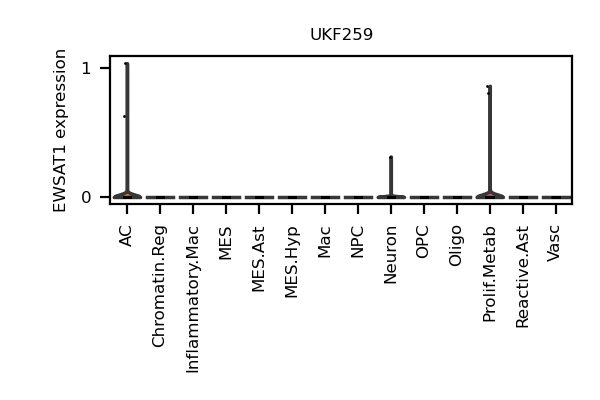 UKF259
EWSAT1 expression
1
0
AC
Chromatin.Reg
Inflammatory.Mac
MES
MES.Ast
MES.Hyp
Mac
NPC
Neuron
OPC
Oligo
Prolif.Metab
Reactive.Ast
Vasc